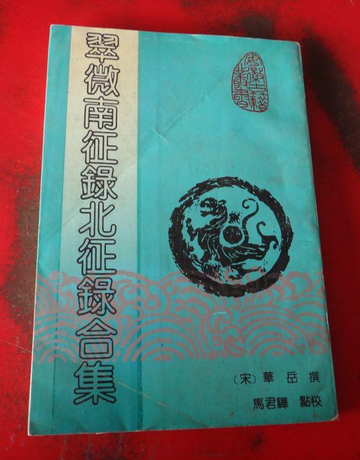 翠微南征錄北征錄合集
（宋）華岳 撰
馬君驊 點校